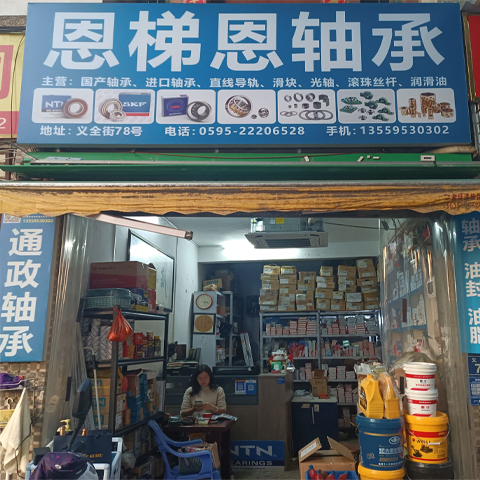 恩梯恩轴承
主营：国产轴承、进口轴承、直线导轨、滑块、光轴、滚珠丝杆、润滑油
NTN
SKF
地址：义全街78号
电话：0595-22206528
手机：13559530302
通政轴承
轴承 油封 油脂
NTN
BEARINGS